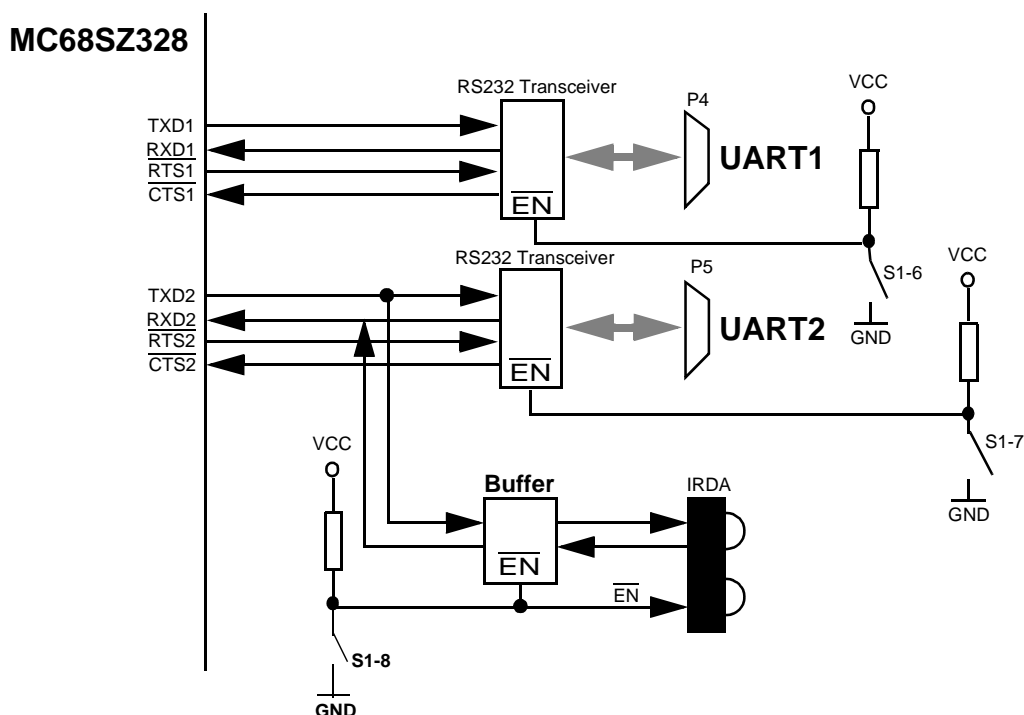 MC68SZ328
RS232 Transceiver
P4
VCC
TXD1
RXD1
RTS1
CTS1
EN
UART1
RS232 Transceiver
P5
S1-6
VCC
TXD2
RXD2
RTS2
CTS2
EN
UART2
GND
VCC
Buffer
IRDA
S1-7
GND
EN
EN
S1-8
GND